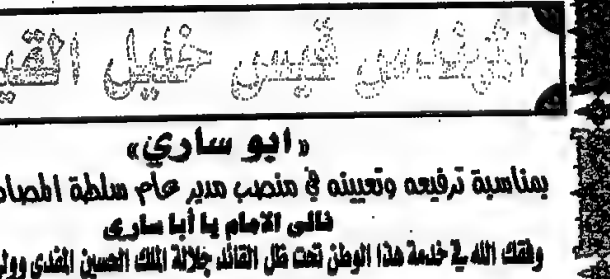 المهندس قيس خليل
«ابو ساري»
بمناسبة ترفيعه وتعيينه في منصب مدير عام سلطة
فالى الامام يا أبا ساري
وفقك الله في خدمة هذا الوطن تحت ظل القائد جلالة الملك الحسين المفدى